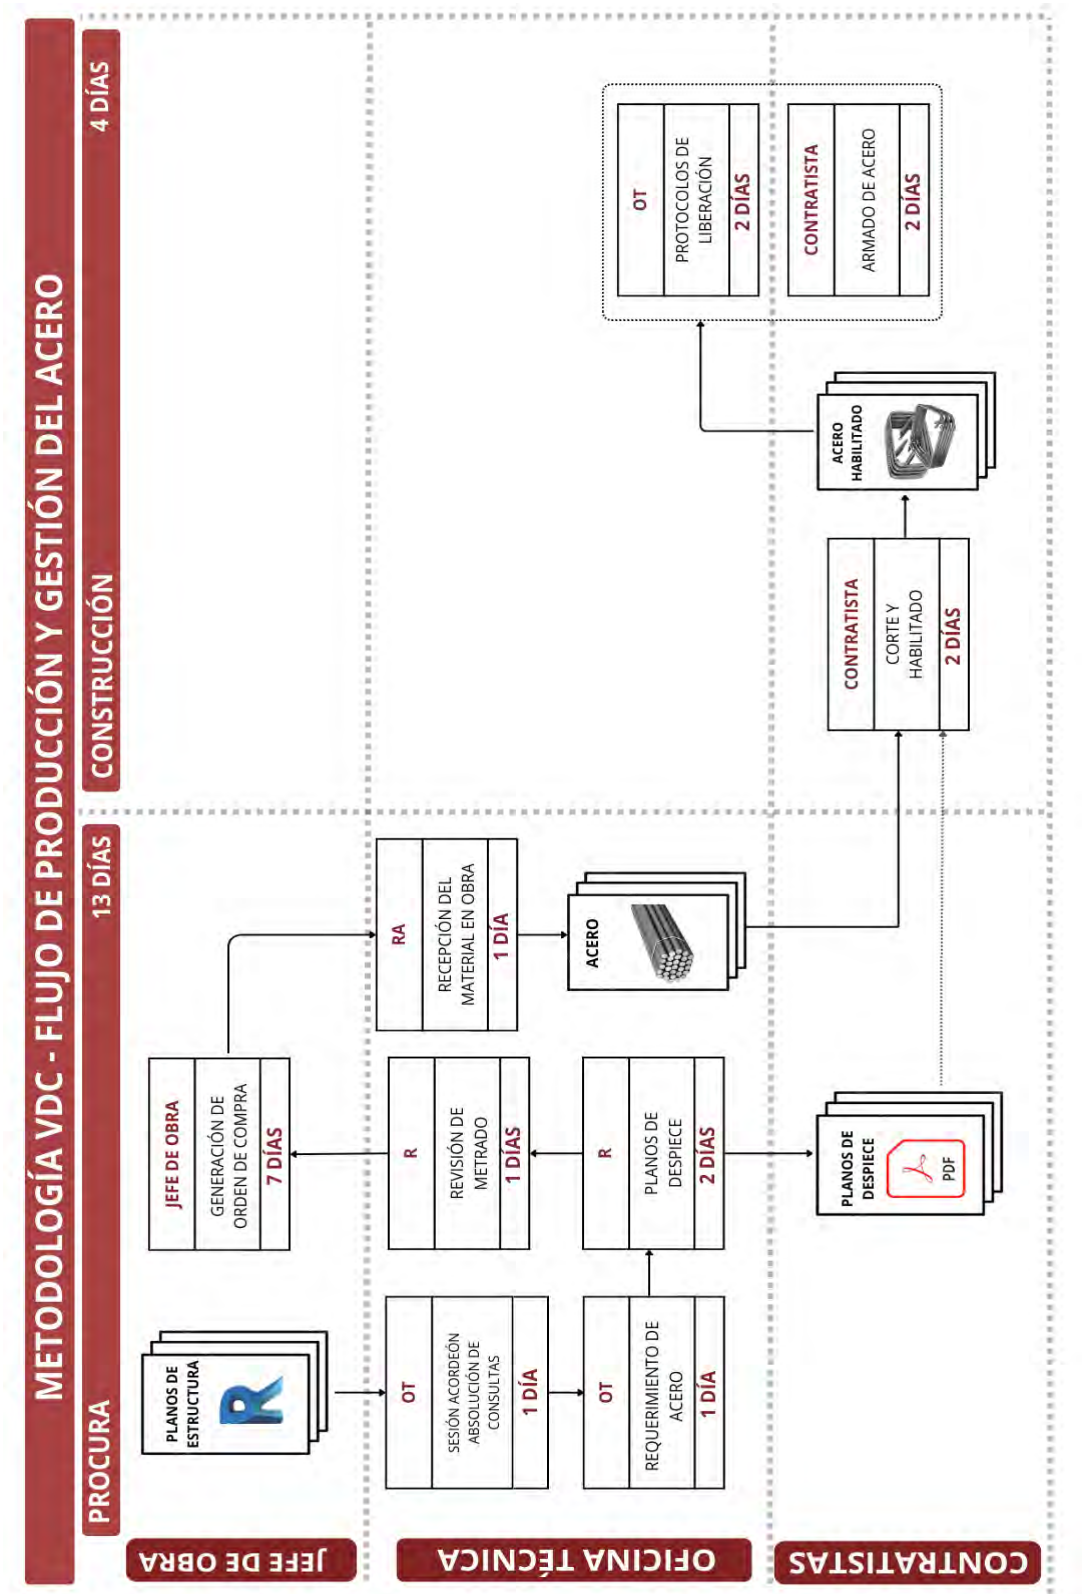 METODOLOGÍA VDC - FLUJO DE PRODUCCIÓN Y GESTIÓN DEL ACERO
PROCURA
13 DÍAS
CONSTRUCCIÓN
4 DÍAS
JEFE DE OBRA
PLANOS DE
ESTRUCTURA
R
JEFE DE OBRA
GENERACIÓN DE
ORDEN DE COMPRA
7 DÍAS
OFICINA TÉCNICA
OT
SESIÓN ACORDEÓN
ABSOLUCIÓN DE
CONSULTAS
1 DÍA
R
REVISIÓN DE
METRADO
1 DÍAS
RA
RECEPCIÓN DEL
MATERIAL EN OBRA
1 DÍA
OT
REQUERIMIENTO DE
ACERO
1 DÍA
R
PLANOS DE
DESPIECE
2 DÍAS
ACERO
OT
PROTOCOLOS DE
LIBERACIÓN
2 DÍAS
CONTRATISTAS
PLANOS DE
DESPIECE
PDF
CONTRATISTA
CORTE Y
HABILITADO
2 DÍAS
ACERO
HABILITADO
CONTRATISTA
ARMADO DE ACERO
2 DÍAS